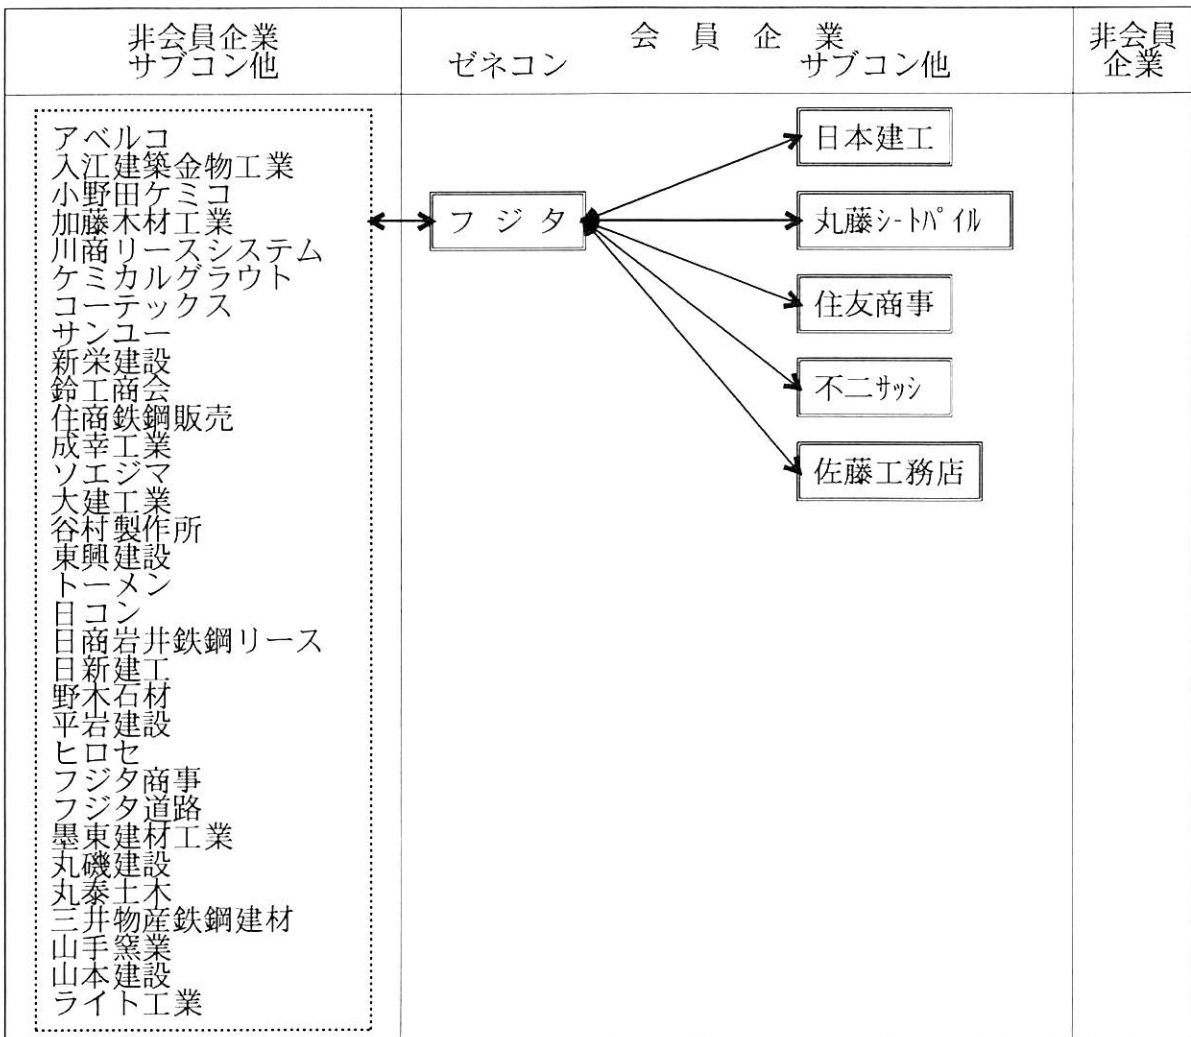 非会員企業
サブコン他
会員企業
ゼネコン
サブコン他
非会員
企業
アベルコ
入江建築金物工業
小野田ケミコ
加藤木材工業
川商リースシステム
ケミカルグラウト
コーテックス
サンユー
新栄建設
鈴工商会
住商鉄鋼販売
成幸工業
ソエジマ
大建工業
谷村製作所
東興建設
トーメン
日コン
日商岩井鉄鋼リース
日新建工
野木石材
平岩建設
ヒロセ
フジタ商事
フジタ道路
墨東建材工業
丸磯建設
丸泰土木
三井物産鉄鋼建材
山手窯業
山本建設
ライト工業
フジタ
日本建工
丸藤ｼｰﾄﾊﾟｲﾙ
住友商事
不二ｻｯｼ
佐藤工務店